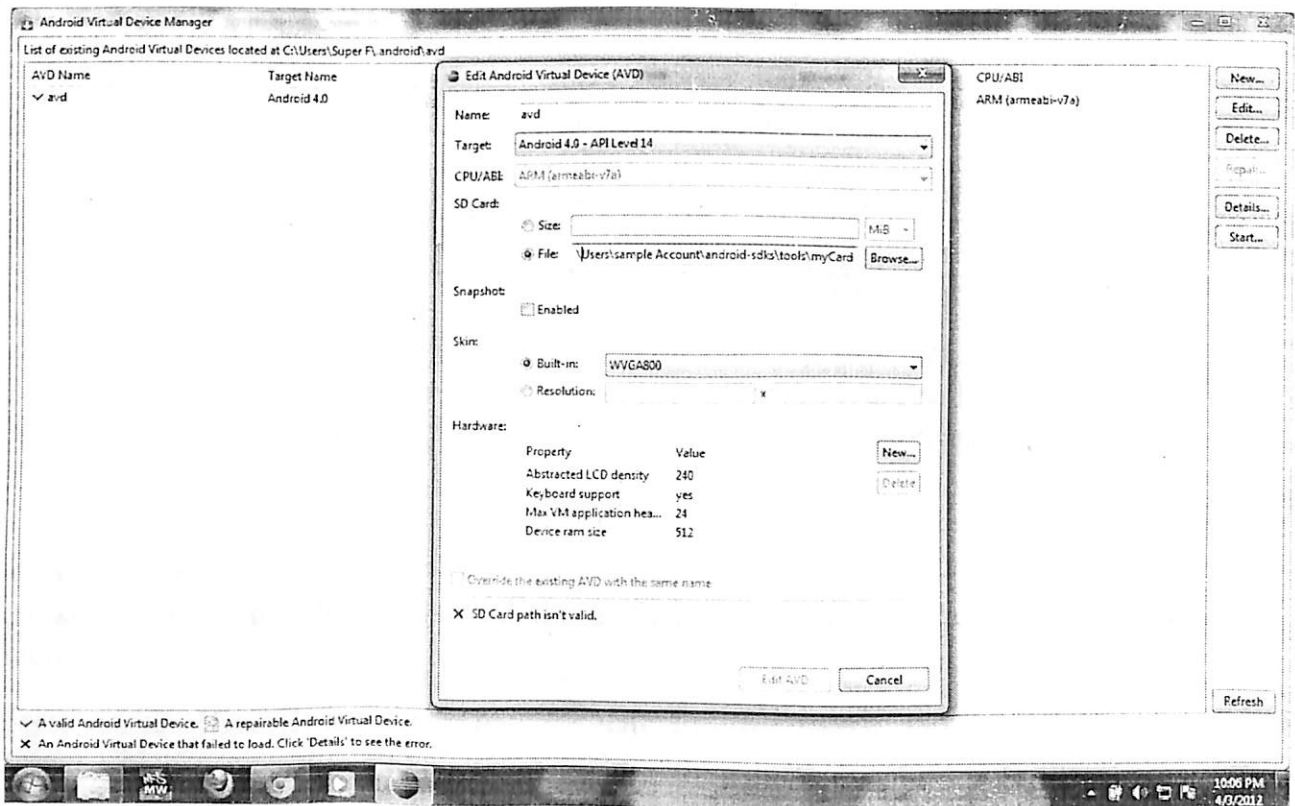 Android Virtual Device Manager
List of existing Android Virtual Devices located at C:\Users\Super F\.android\avd
AVD Name Target Name CPU/ABI
avd Android 4.0 ARM (armeabi-v7a)
New...
Edit...
Delete...
Repair...
Details...
Start...
Refresh
Edit Android Virtual Device (AVD)
Name: avd
Target: Android 4.0 - API Level 14
CPU/ABI: ARM (armeabi-v7a)
SD Card:
Size: MiB
File: \Users\sample Account\android-sdks\tools\myCard Browse...
Snapshot:
Enabled
Skin:
Built-in: WVGA800
Resolution: x
Hardware:
Property Value New...
Abstracted LCD density 240 Delete
Keyboard support yes
Max VM application hea... 24
Device ram size 512
Override the existing AVD with the same name
SD Card path isn't valid.
Edit AVD Cancel
A valid Android Virtual Device. A repairable Android Virtual Device.
An Android Virtual Device that failed to load. Click 'Details' to see the error.
10:06 PM
4/3/2012